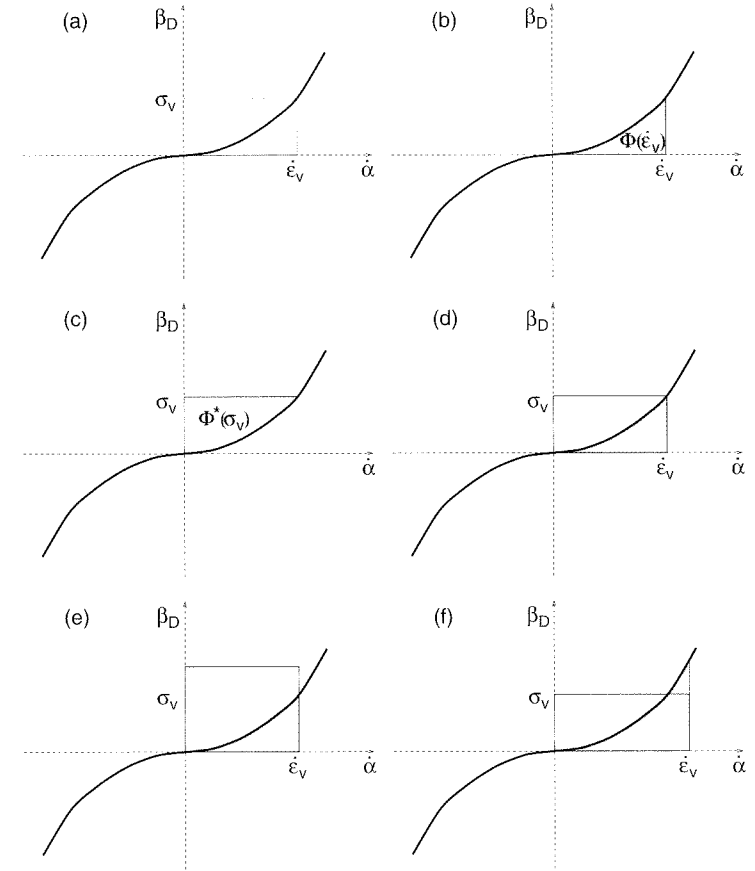 (a) β_D
σ_v
ε̇_v α̇
(b) β_D
Φ(ε̇_v)
ε̇_v α̇
(c) β_D
σ_v
Φ*(σ_v)
α̇
(d) β_D
σ_v
ε̇_v α̇
(e) β_D
σ_v
ε̇_v α̇
(f) β_D
σ_v
ε̇_v α̇